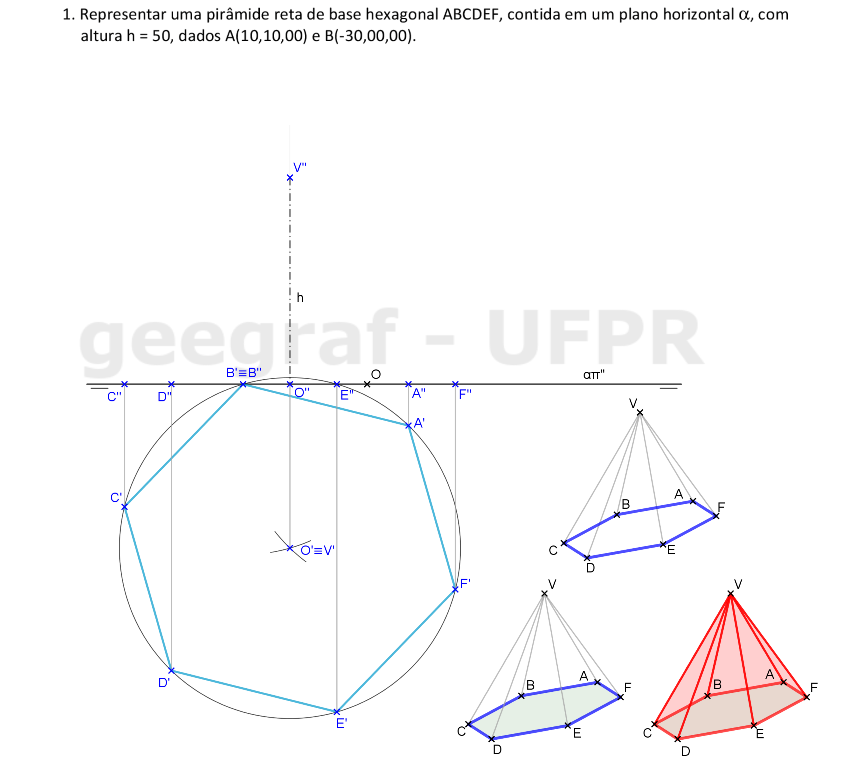 1. Representar uma pirâmide reta de base hexagonal ABCDEF, contida em um plano horizontal α, com
altura h = 50, dados A(10,10,00) e B(-30,00,00).
V"
h
geegraf - UFPR
B'≡B" O απ"
C" D" O" E" A" F"
A'
C'
O'≡V'
F'
D'
E'
V
B A F
C D E
V
B A F
C D E
V
B A F
C D E